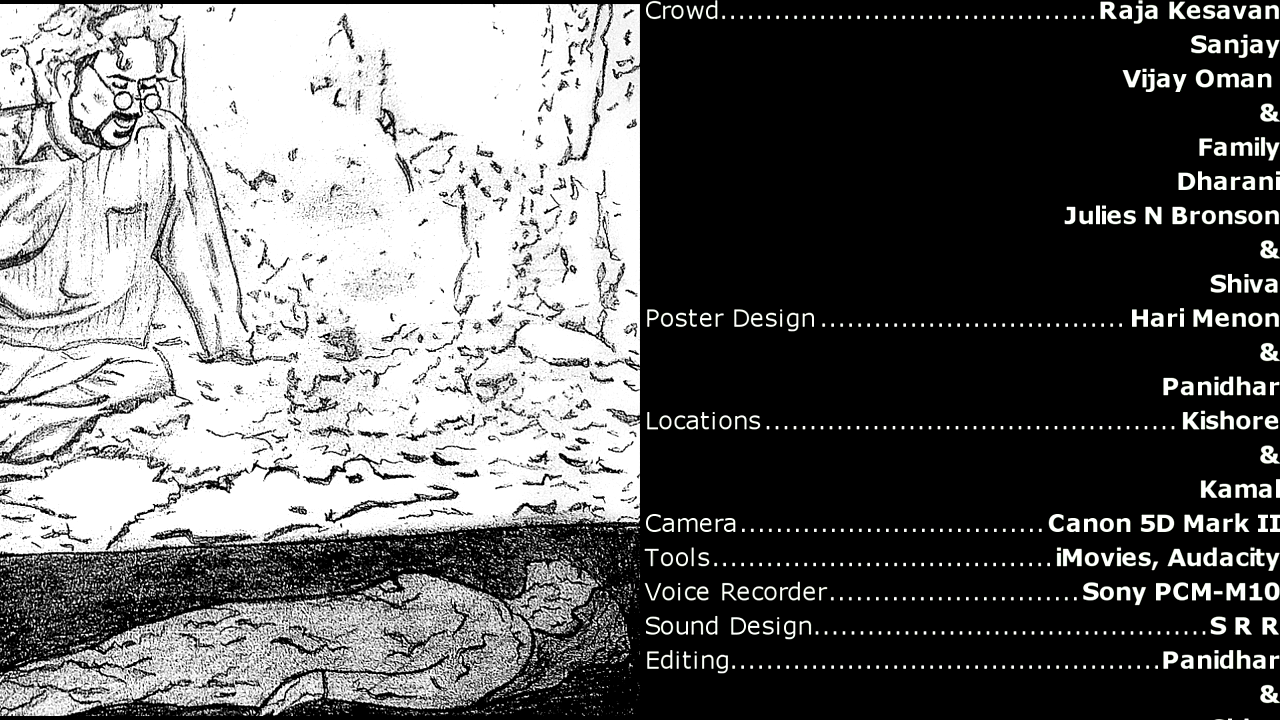 Crowd..........................................Raja Kesavan
Sanjay
Vijay Oman
&
Family
Dharani
Julies N Bronson
&
Shiva
Poster Design..................................Hari Menon
&
Panidhar
Locations..............................................Kishore
&
Kamal
Camera..................................Canon 5D Mark II
Tools......................................iMovies, Audacity
Voice Recorder............................Sony PCM-M10
Sound Design............................................S R R
Editing................................................Panidhar
&